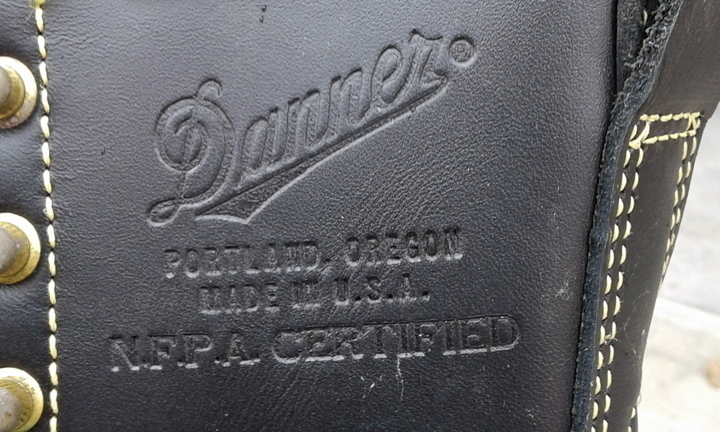 Danner®
PORTLAND, OREGON
MADE IN U.S.A.
N.F.P.A. CERTIFIED